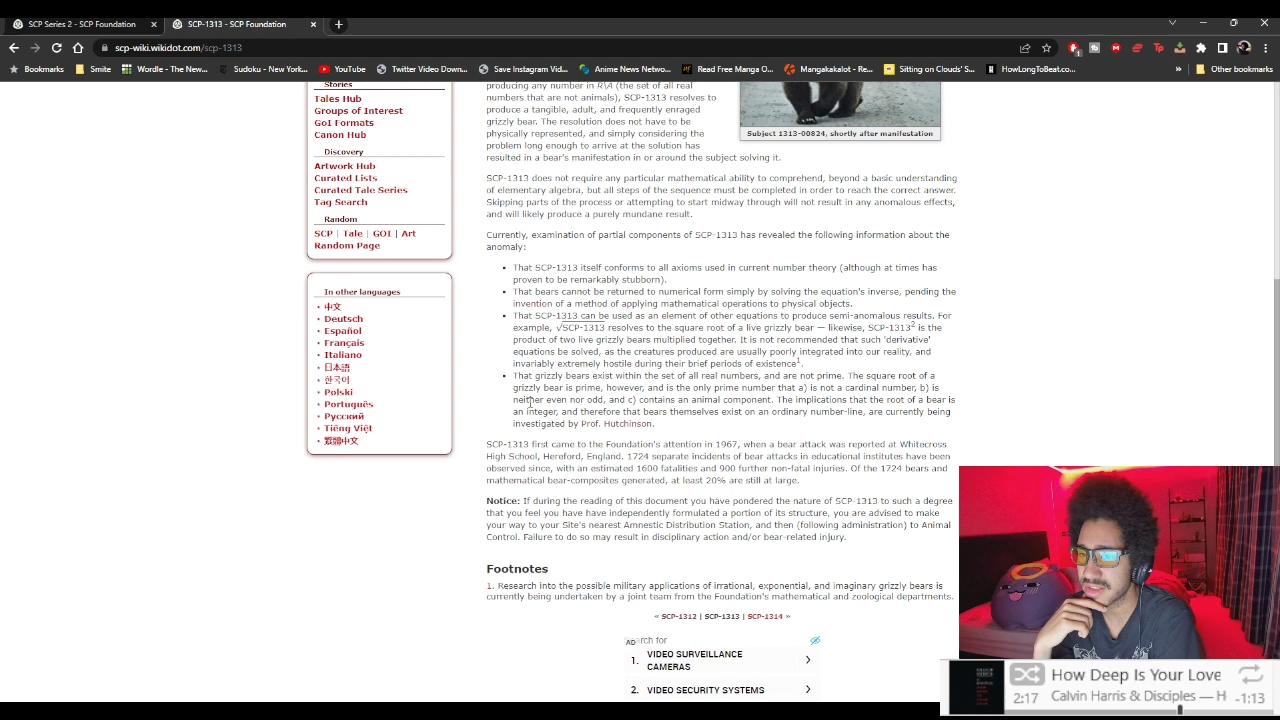 SCP Series 2 - SCP Foundation
SCP-1313 - SCP Foundation
scp-wiki.wikidot.com/scp-1313
Bookmarks
Smite
Wordle - The New...
Sudoku - New York...
YouTube
Twitter Video Down...
Save Instagram Vid...
Anime News Netwo...
Read Free Manga O...
Mangakakalot - Re...
Sitting on Clouds' S...
HowLongToBeat.co...
Other bookmarks
Stories
Tales Hub
Groups of Interest
GoI Formats
Canon Hub
Discovery
Artwork Hub
Curated Lists
Curated Tale Series
Tag Search
Random
SCP | Tale | GOI | Art
Random Page
In other languages
中文
Deutsch
Español
Français
Italiano
日本語
한국어
Polski
Português
Русский
Tiếng Việt
繁體中文
producing any number in R\A (the set of all real
numbers that are not animals), SCP-1313 resolves to
produce a tangible, adult, and frequently enraged
grizzly bear. The resolution does not have to be
physically represented, and simply considering the
problem long enough to arrive at the solution has
resulted in a bear's manifestation in or around the subject solving it.
Subject 1313-00824, shortly after manifestation
SCP-1313 does not require any particular mathematical ability to comprehend, beyond a basic understanding
of elementary algebra, but all steps of the sequence must be completed in order to reach the correct answer.
Skipping parts of the process or attempting to start midway through will not result in any anomalous effects,
and will likely produce a purely mundane result.
Currently, examination of partial components of SCP-1313 has revealed the following information about the
anomaly:
That SCP-1313 itself conforms to all axioms used in current number theory (although at times has
proven to be remarkably stubborn).
That bears cannot be returned to numerical form simply by solving the equation's inverse, pending the
invention of a method of applying mathematical operations to physical objects.
That SCP-1313 can be used as an element of other equations to produce semi-anomalous results. For
example, √SCP-1313 resolves to the square root of a live grizzly bear — likewise, SCP-1313² is the
product of two live grizzly bears multiplied together. It is not recommended that such 'derivative'
equations be solved, as the creatures produced are usually poorly integrated into our reality, and
invariably extremely hostile during their brief periods of existence¹.
That grizzly bears exist within the set of all real numbers, and are not prime. The square root of a
grizzly bear is prime, however, and is the only prime number that a) is not a cardinal number, b) is
neither even nor odd, and c) contains an animal component. The implications that the root of a bear is
an integer, and therefore that bears themselves exist on an ordinary number-line, are currently being
investigated by Prof. Hutchinson.
SCP-1313 first came to the Foundation's attention in 1967, when a bear attack was reported at Whitecross
High School, Hereford, England. 1724 separate incidents of bear attacks in educational institutes have been
observed since, with an estimated 1600 fatalities and 900 further non-fatal injuries. Of the 1724 bears and
mathematical bear-composites generated, at least 20% are still at large.
Notice: If during the reading of this document you have pondered the nature of SCP-1313 to such a degree
that you feel you have have independently formulated a portion of its structure, you are advised to make
your way to your Site's nearest Amnestic Distribution Station, and then (following administration) to Animal
Control. Failure to do so may result in disciplinary action and/or bear-related injury.
Footnotes
1. Research into the possible military applications of irrational, exponential, and imaginary grizzly bears is
currently being undertaken by a joint team from the Foundation's mathematical and zoological departments.
« SCP-1312 | SCP-1313 | SCP-1314 »
AD
earch for
1. VIDEO SURVEILLANCE
CAMERAS
2. VIDEO SECURITY SYSTEMS
How Deep Is Your Love
2:17 Calvin Harris & Disciples — H -1:13